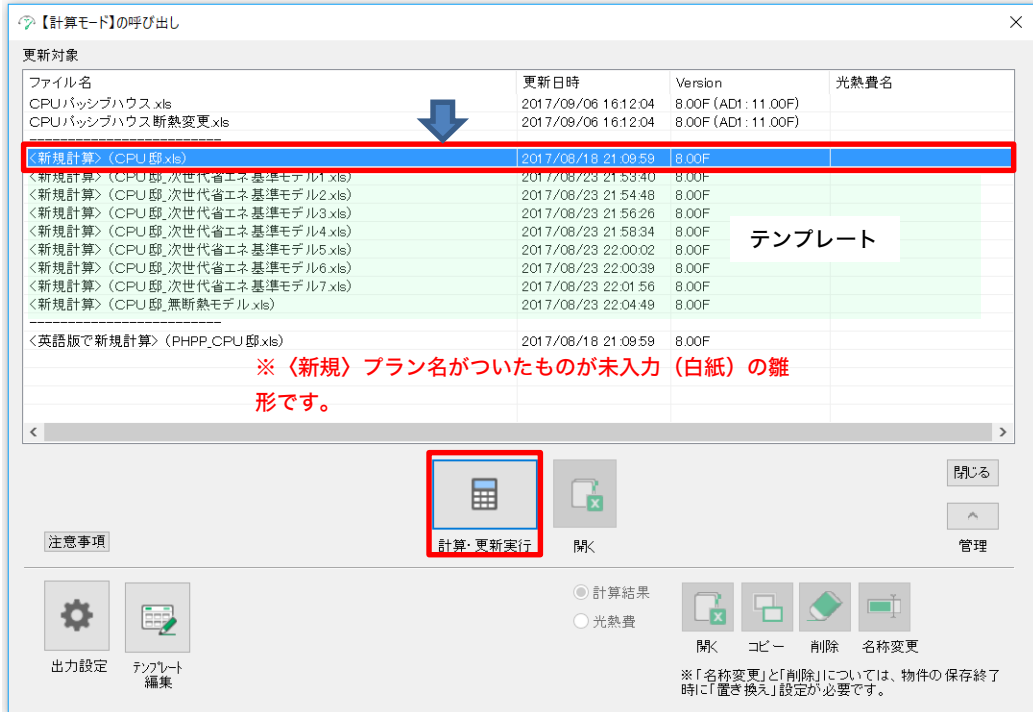 【計算モード】の呼び出し
更新対象
ファイル名 更新日時 Version 光熱費名
CPUパッシブハウス.xls 2017/09/06 16:12:04 8.00F (AD1 : 11.00F)
CPUパッシブハウス断熱変更.xls 2017/09/06 16:12:04 8.00F (AD1 : 11.00F)
--------------------------
<新規計算> (CPU邸.xls) 2017/08/18 21:09:59 8.00F
<新規計算> (CPU邸_次世代省エネ基準モデル1.xls) 2017/08/23 21:53:40 8.00F
<新規計算> (CPU邸_次世代省エネ基準モデル2.xls) 2017/08/23 21:54:48 8.00F
<新規計算> (CPU邸_次世代省エネ基準モデル3.xls) 2017/08/23 21:56:26 8.00F
<新規計算> (CPU邸_次世代省エネ基準モデル4.xls) 2017/08/23 21:58:34 8.00F
テンプレート
<新規計算> (CPU邸_次世代省エネ基準モデル5.xls) 2017/08/23 22:00:02 8.00F
<新規計算> (CPU邸_次世代省エネ基準モデル6.xls) 2017/08/23 22:00:39 8.00F
<新規計算> (CPU邸_次世代省エネ基準モデル7.xls) 2017/08/23 22:01:56 8.00F
<新規計算> (CPU邸_無断熱モデル.xls) 2017/08/23 22:04:49 8.00F
--------------------------
<英語版で新規計算> (PHPP_CPU邸.xls) 2017/08/18 21:09:59 8.00F
※〈新規〉プラン名がついたものが未入力（白紙）の雛
形です。
閉じる
注意事項
計算・更新実行 開く 管理
計算結果
光熱費
開く コピー 削除 名称変更
出力設定 テンプレート
編集
※「名称変更」と「削除」については、物件の保存終了
時に「置き換え」設定が必要です。